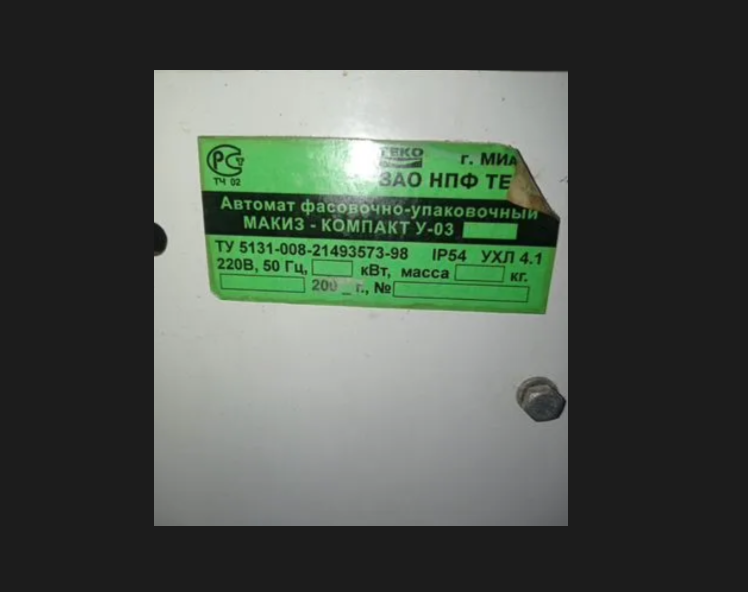 РС ТЕКО г. МИА
ТЧ 02 ЗАО НПФ ТЕ
Автомат фасовочно-упаковочный
МАКИЗ - КОМПАКТ У-03
ТУ 5131-008-21493573-98 IP54 УХЛ 4.1
220В, 50 Гц, кВт, масса кг.
200 _ г., №